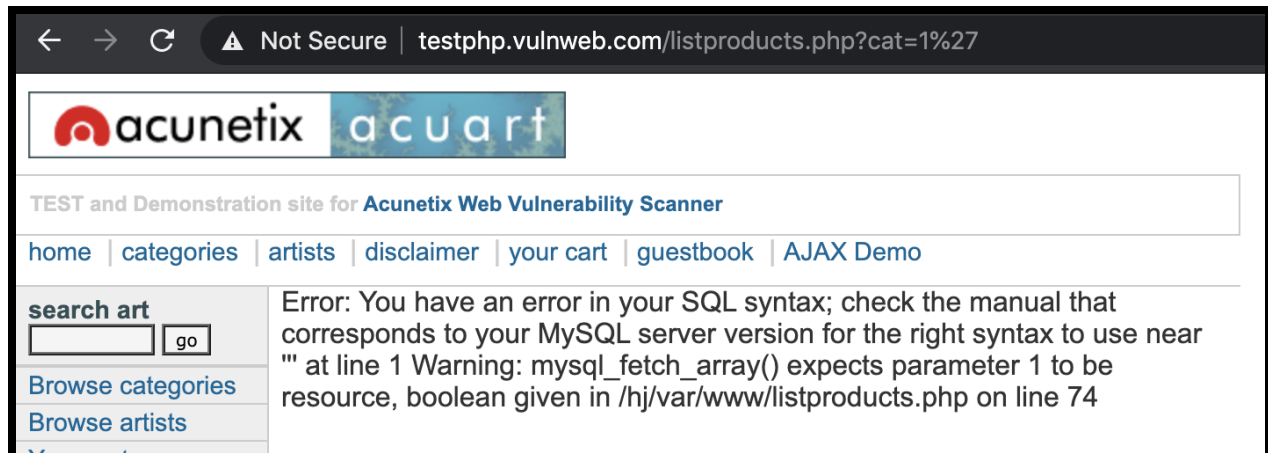 Not Secure | testphp.vulnweb.com/listproducts.php?cat=1%27
acunetix acuart
TEST and Demonstration site for Acunetix Web Vulnerability Scanner
home | categories | artists | disclaimer | your cart | guestbook | AJAX Demo
search art
go
Browse categories
Browse artists
Error: You have an error in your SQL syntax; check the manual that
corresponds to your MySQL server version for the right syntax to use near
''' at line 1 Warning: mysql_fetch_array() expects parameter 1 to be
resource, boolean given in /hj/var/www/listproducts.php on line 74